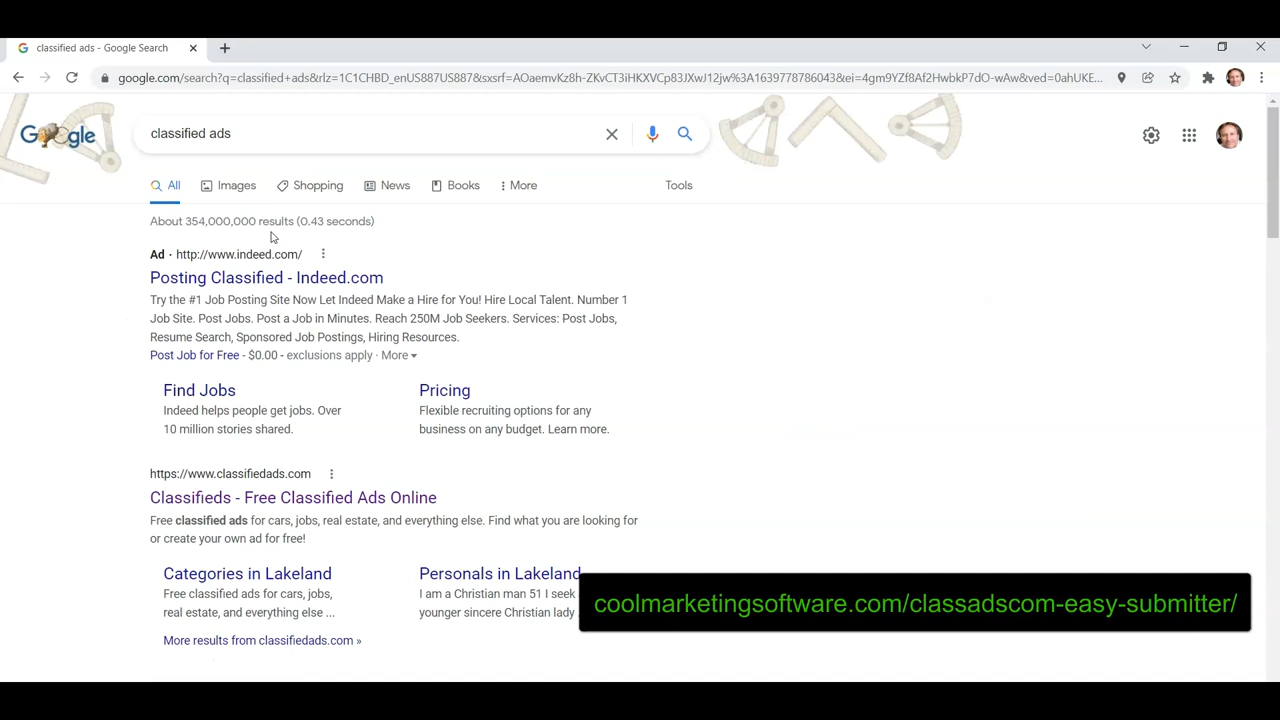 classified ads - Google Search
google.com/search?q=classified+ads&rlz=1C1CHBD_enUS887US887&sxsrf=AOaemvKz8h-ZKvCT3iHKXVCp83JXwJ12jw%3A1639778786043&ei=4gm9YZf8Af2HwbkP7dO-wAw&ved=0ahUKE...
Google
classified ads
All
Images
Shopping
News
Books
More
Tools
About 354,000,000 results (0.43 seconds)
Ad · http://www.indeed.com/
Posting Classified - Indeed.com
Try the #1 Job Posting Site Now Let Indeed Make a Hire for You! Hire Local Talent. Number 1
Job Site. Post Jobs. Post a Job in Minutes. Reach 250M Job Seekers. Services: Post Jobs,
Resume Search, Sponsored Job Postings, Hiring Resources.
Post Job for Free - $0.00 - exclusions apply · More
Find Jobs
Indeed helps people get jobs. Over
10 million stories shared.
Pricing
Flexible recruiting options for any
business on any budget. Learn more.
https://www.classifiedads.com
Classifieds - Free Classified Ads Online
Free classified ads for cars, jobs, real estate, and everything else. Find what you are looking for
or create your own ad for free!
Categories in Lakeland
Free classified ads for cars, jobs,
real estate, and everything else ...
Personals in Lakeland
I am a Christian man 51 I seek
younger sincere Christian lady
More results from classifiedads.com »
coolmarketingsoftware.com/classadscom-easy-submitter/